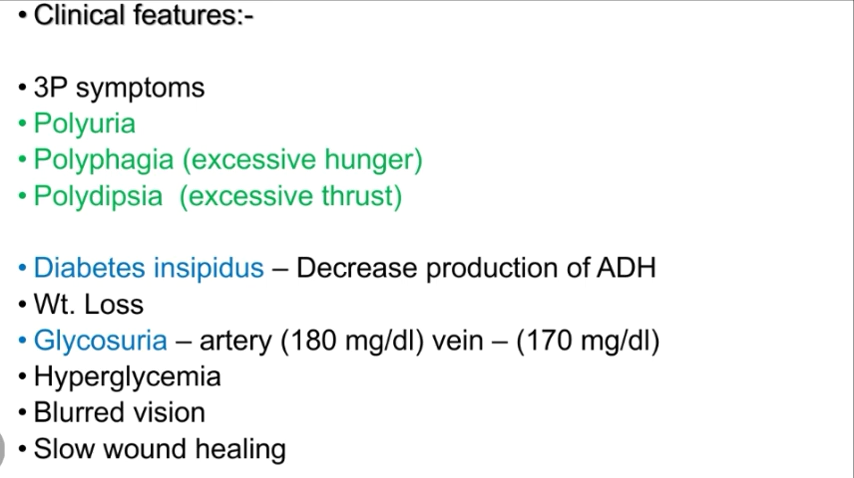 • Clinical features:-
• 3P symptoms
• Polyuria
• Polyphagia (excessive hunger)
• Polydipsia (excessive thrust)
• Diabetes insipidus – Decrease production of ADH
• Wt. Loss
• Glycosuria – artery (180 mg/dl) vein – (170 mg/dl)
• Hyperglycemia
• Blurred vision
• Slow wound healing